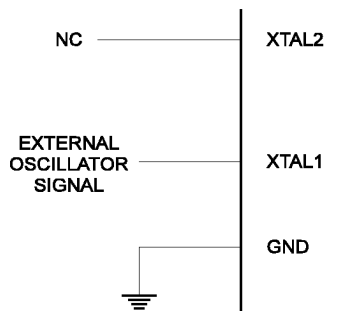 NC
XTAL2
EXTERNAL
OSCILLATOR
SIGNAL
XTAL1
GND